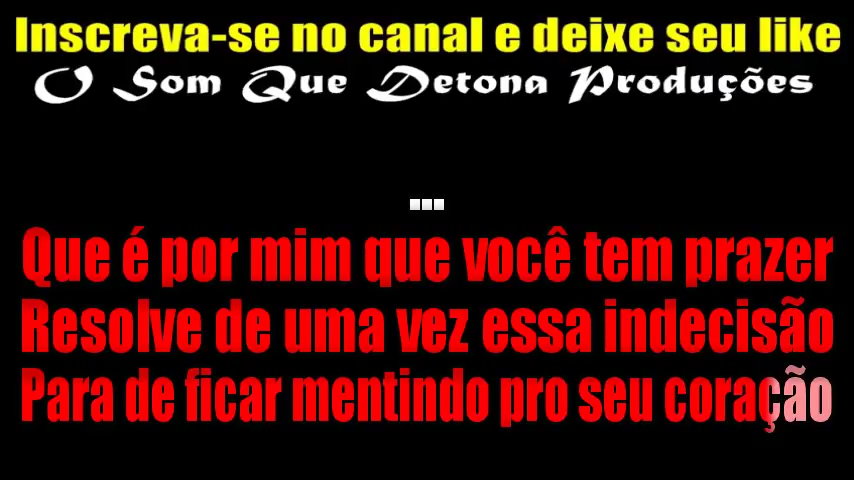 Inscreva-se no canal e deixe seu like
O Som Que Detona Produções
...
Que é por mim que você tem prazer
Resolve de uma vez essa indecisão
Para de ficar mentindo pro seu coração